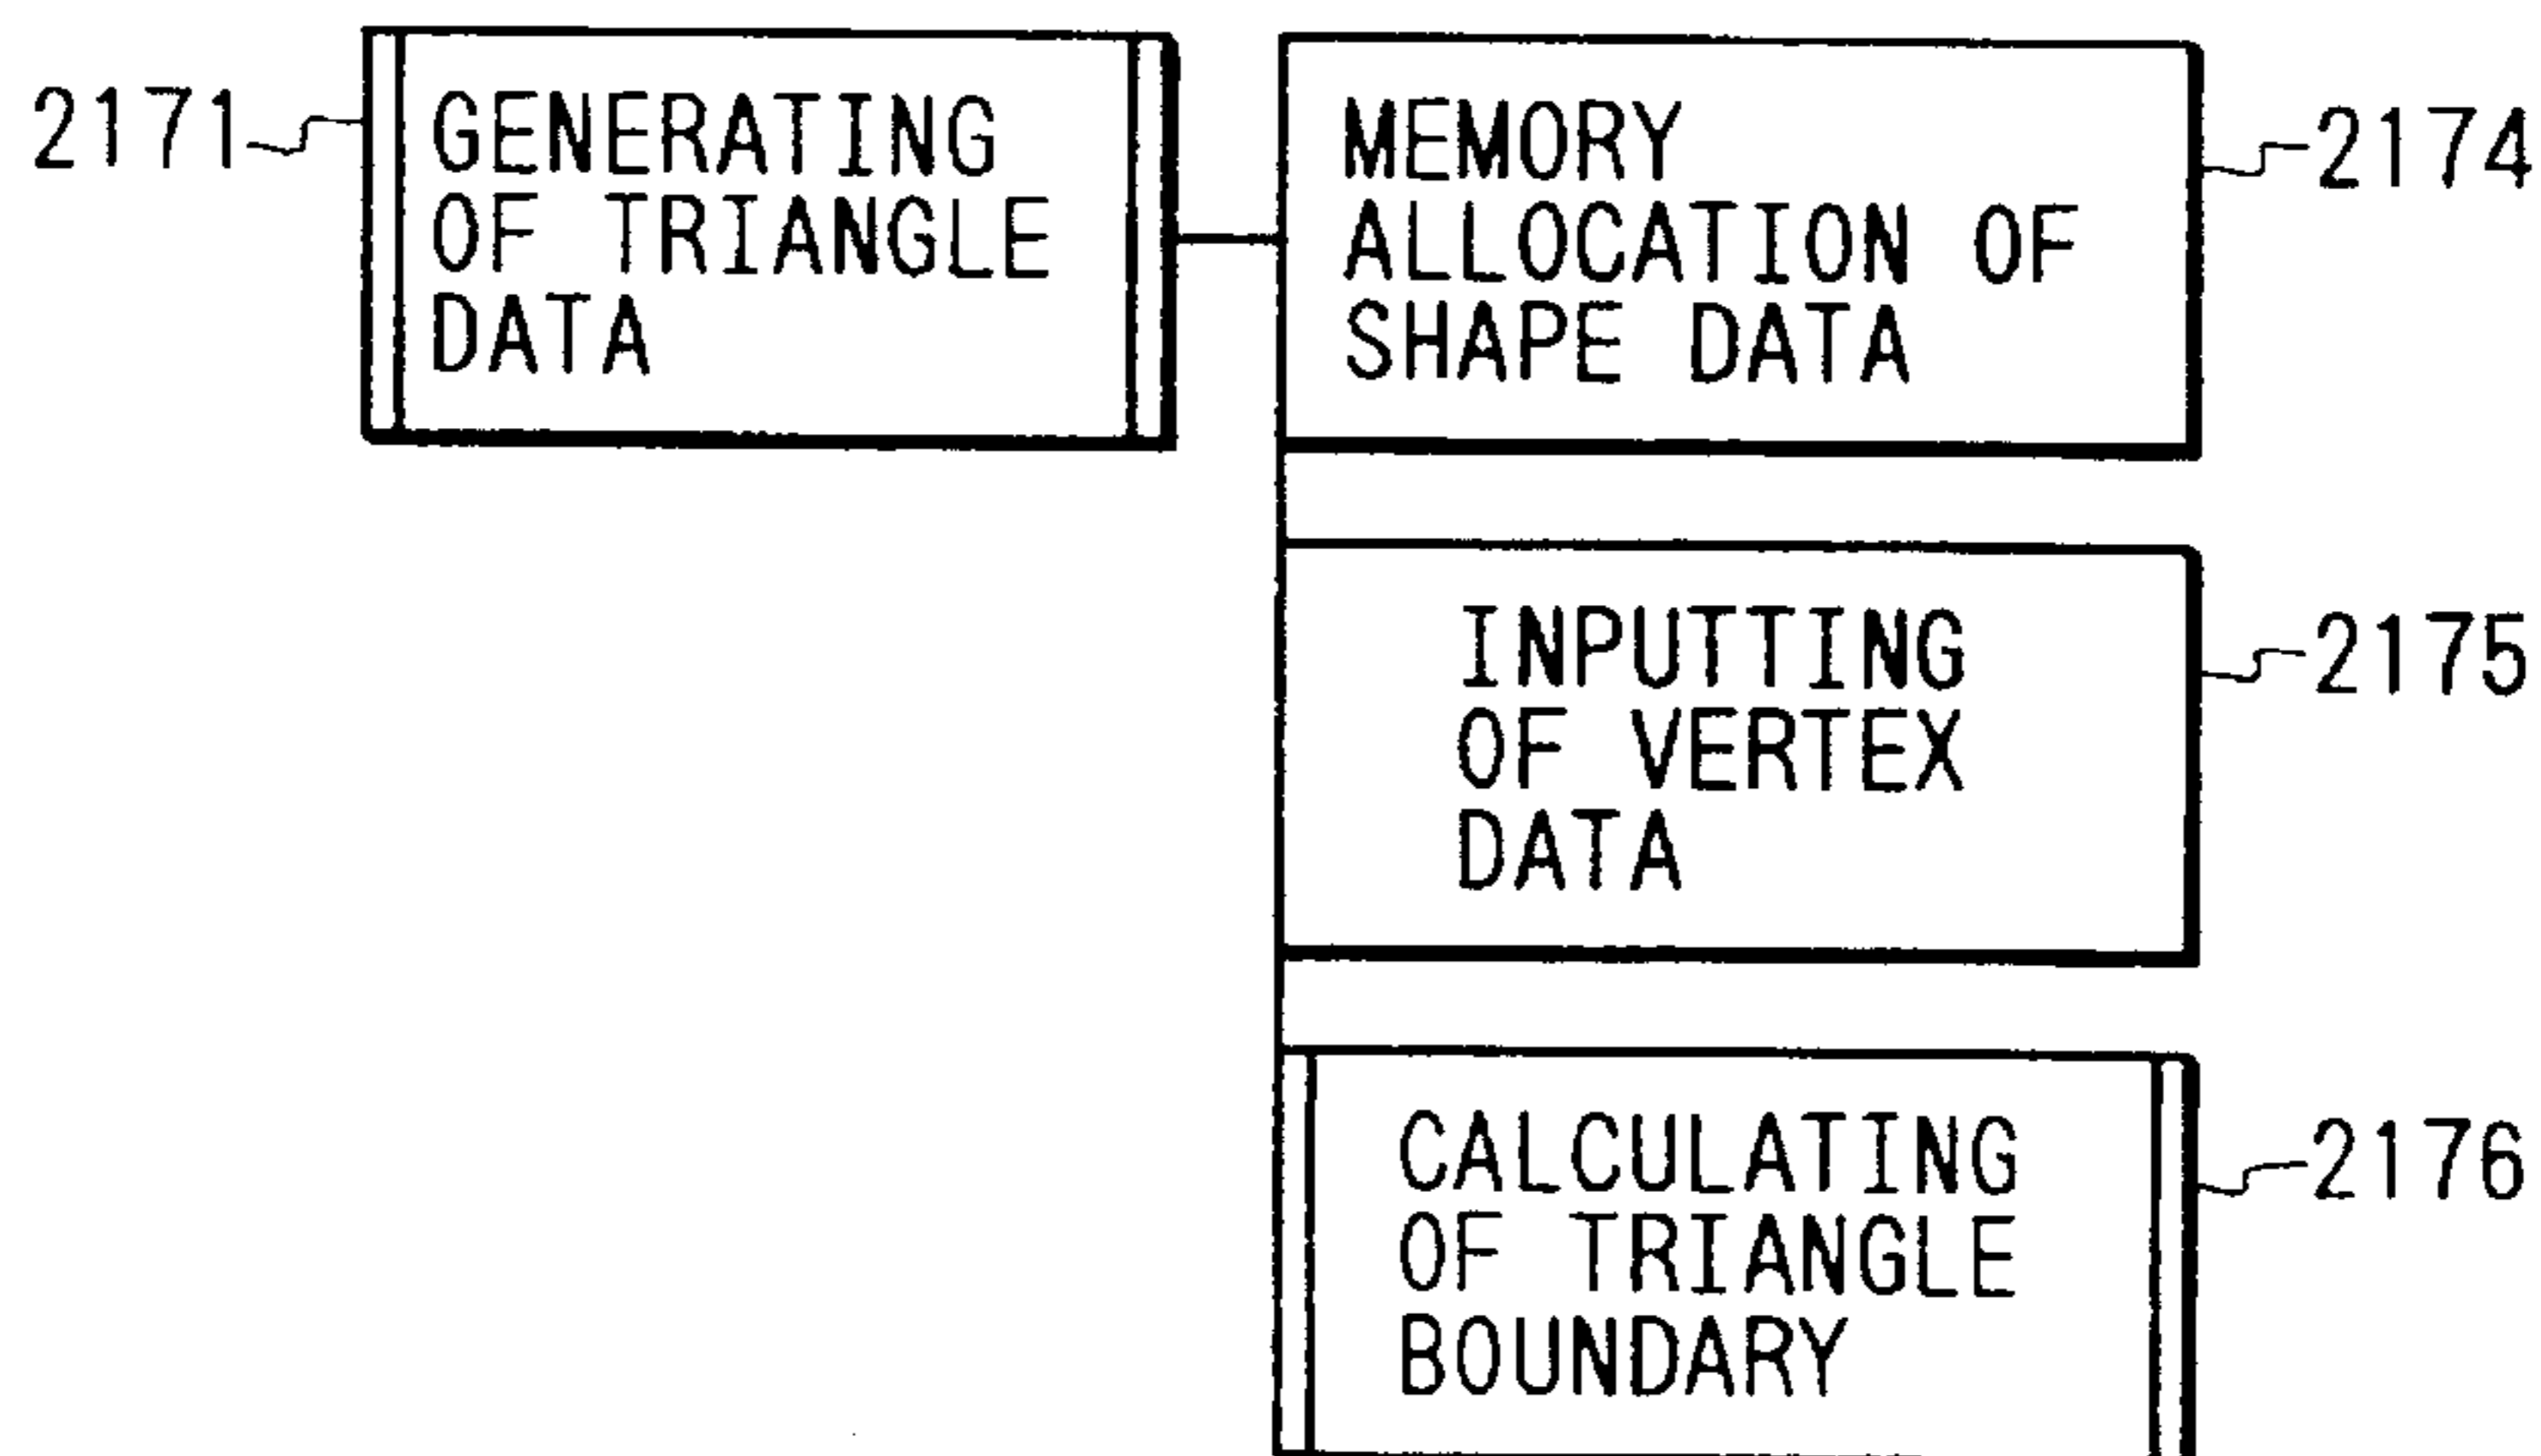 2171
GENERATING
OF TRIANGLE
DATA
MEMORY
ALLOCATION OF
SHAPE DATA
2174
INPUTTING
OF VERTEX
DATA
2175
CALCULATING
OF TRIANGLE
BOUNDARY
2176